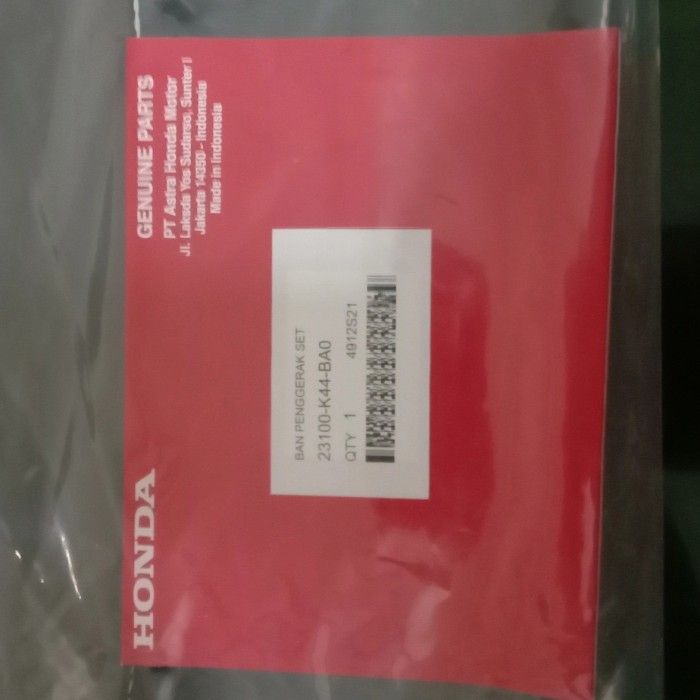 HONDA
GENUINE PARTS
PT Astra Honda Motor
Jl. Laksda Yos Sudarso, Sunter I
Jakarta 14350 - Indonesia
Made in Indonesia
BAN PENGGERAK SET
23100-K44-BA0
QTY 1 4912S21